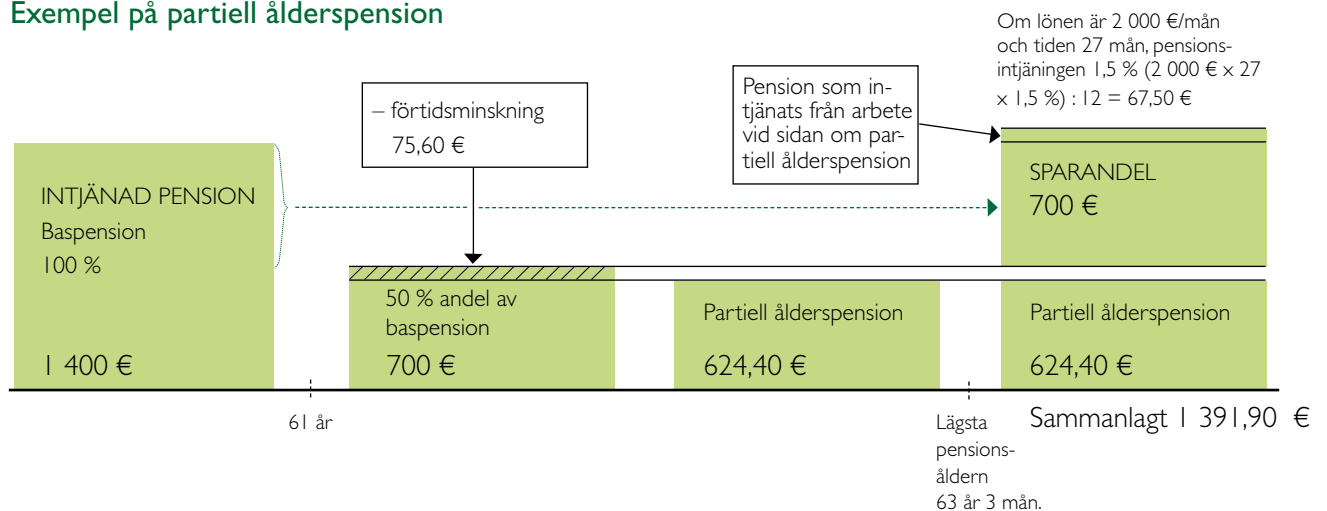 Exempel på partiell ålderspension
Om lönen är 2 000 €/mån
och tiden 27 mån, pensions-
intjäningen 1,5 % (2 000 € x 27
x 1,5 %) : 12 = 67,50 €
– förtidsminskning
75,60 €
Pension som in-
tjänats från arbete
vid sidan om par-
tiell ålderspension
INTJÄNAD PENSION
Baspension
100 %
1 400 €
SPARANDEL
700 €
50 % andel av
baspension
700 €
Partiell ålderspension
624,40 €
Partiell ålderspension
624,40 €
61 år
Lägsta
pensions-
åldern
63 år 3 mån.
Sammanlagt 1 391,90 €